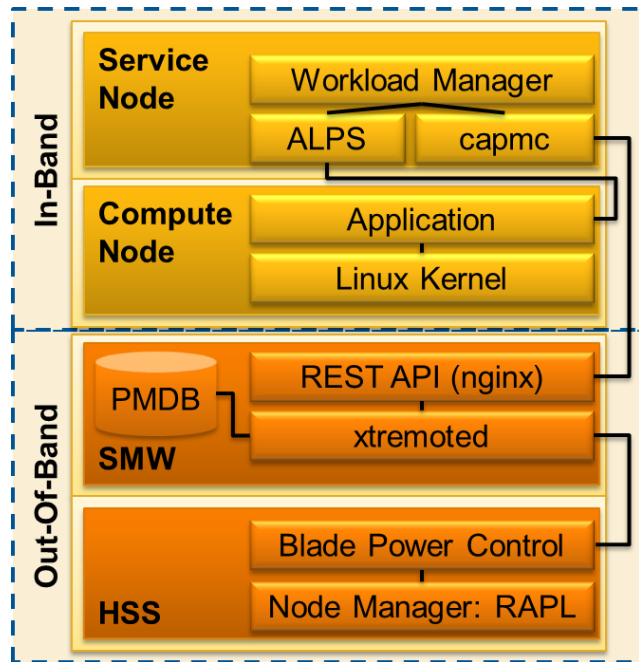 In-Band
Service
Node
Workload Manager
ALPS
capmc
Compute
Node
Application
Linux Kernel
Out-Of-Band
PMDB
SMW
REST API (nginx)
xtremoted
HSS
Blade Power Control
Node Manager: RAPL